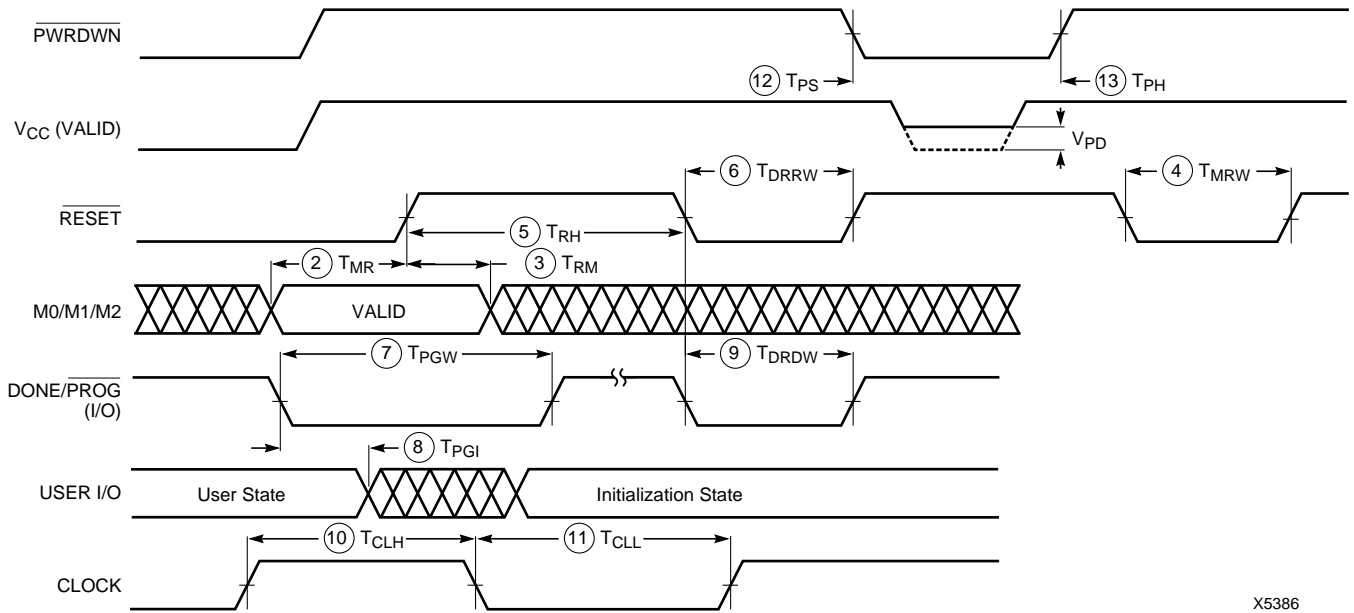 PWRDWN
12 TPS
13 TPH
VCC (VALID)
VPD
6 TDRRW
4 TMRW
RESET
5 TRH
2 TMR
3 TRM
M0/M1/M2
VALID
7 TPGW
9 TDRDW
DONE/PROG
(I/O)
8 TPGI
USER I/O
User State
Initialization State
10 TCLH
11 TCLL
CLOCK
X5386